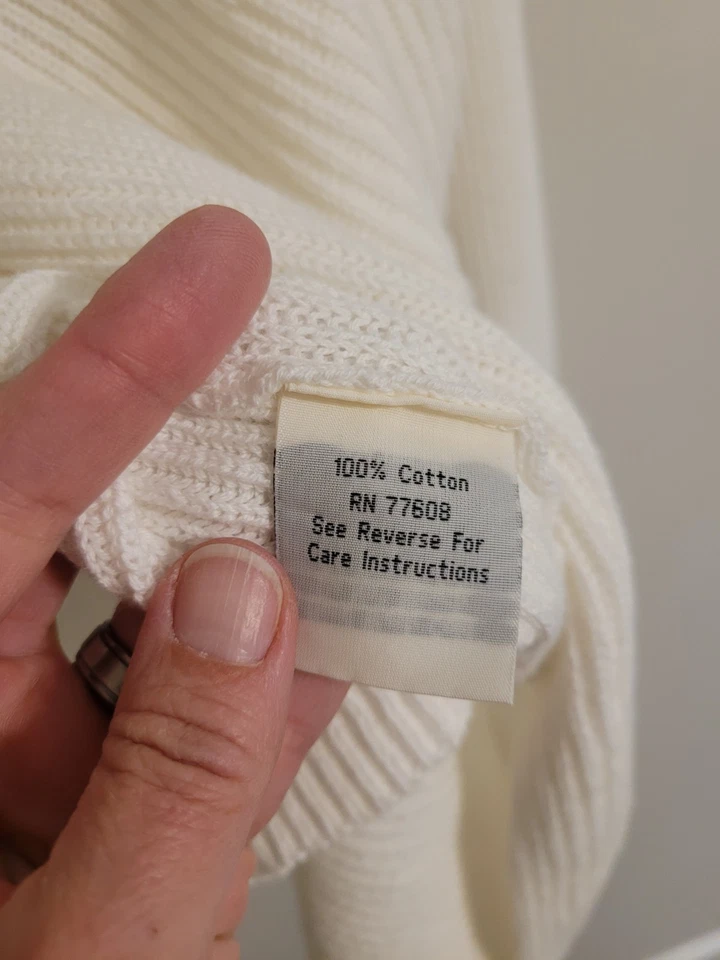 100% Cotton
RN 77608
See Reverse For
Care Instructions